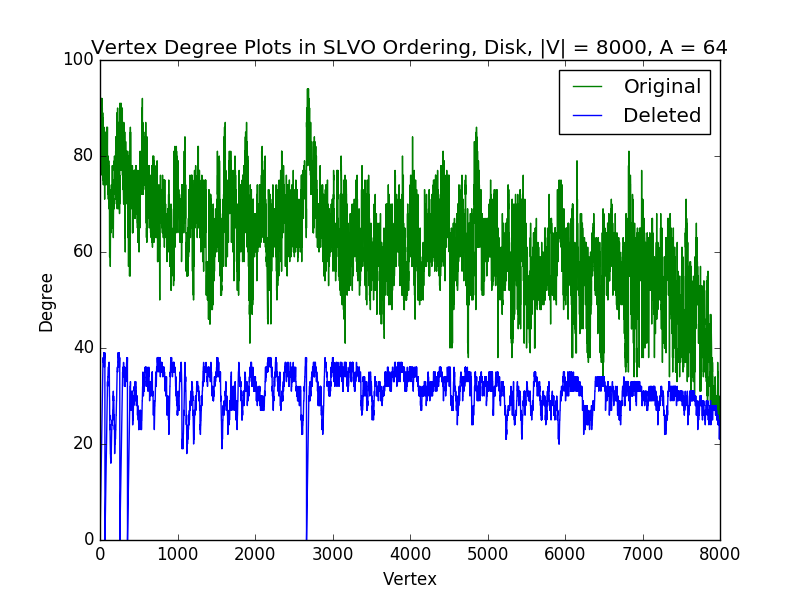 Vertex Degree Plots in SLVO Ordering, Disk, |V| = 8000, A = 64
Original
Deleted
100
80
60
40
20
0
Degree
0 1000 2000 3000 4000 5000 6000 7000 8000
Vertex